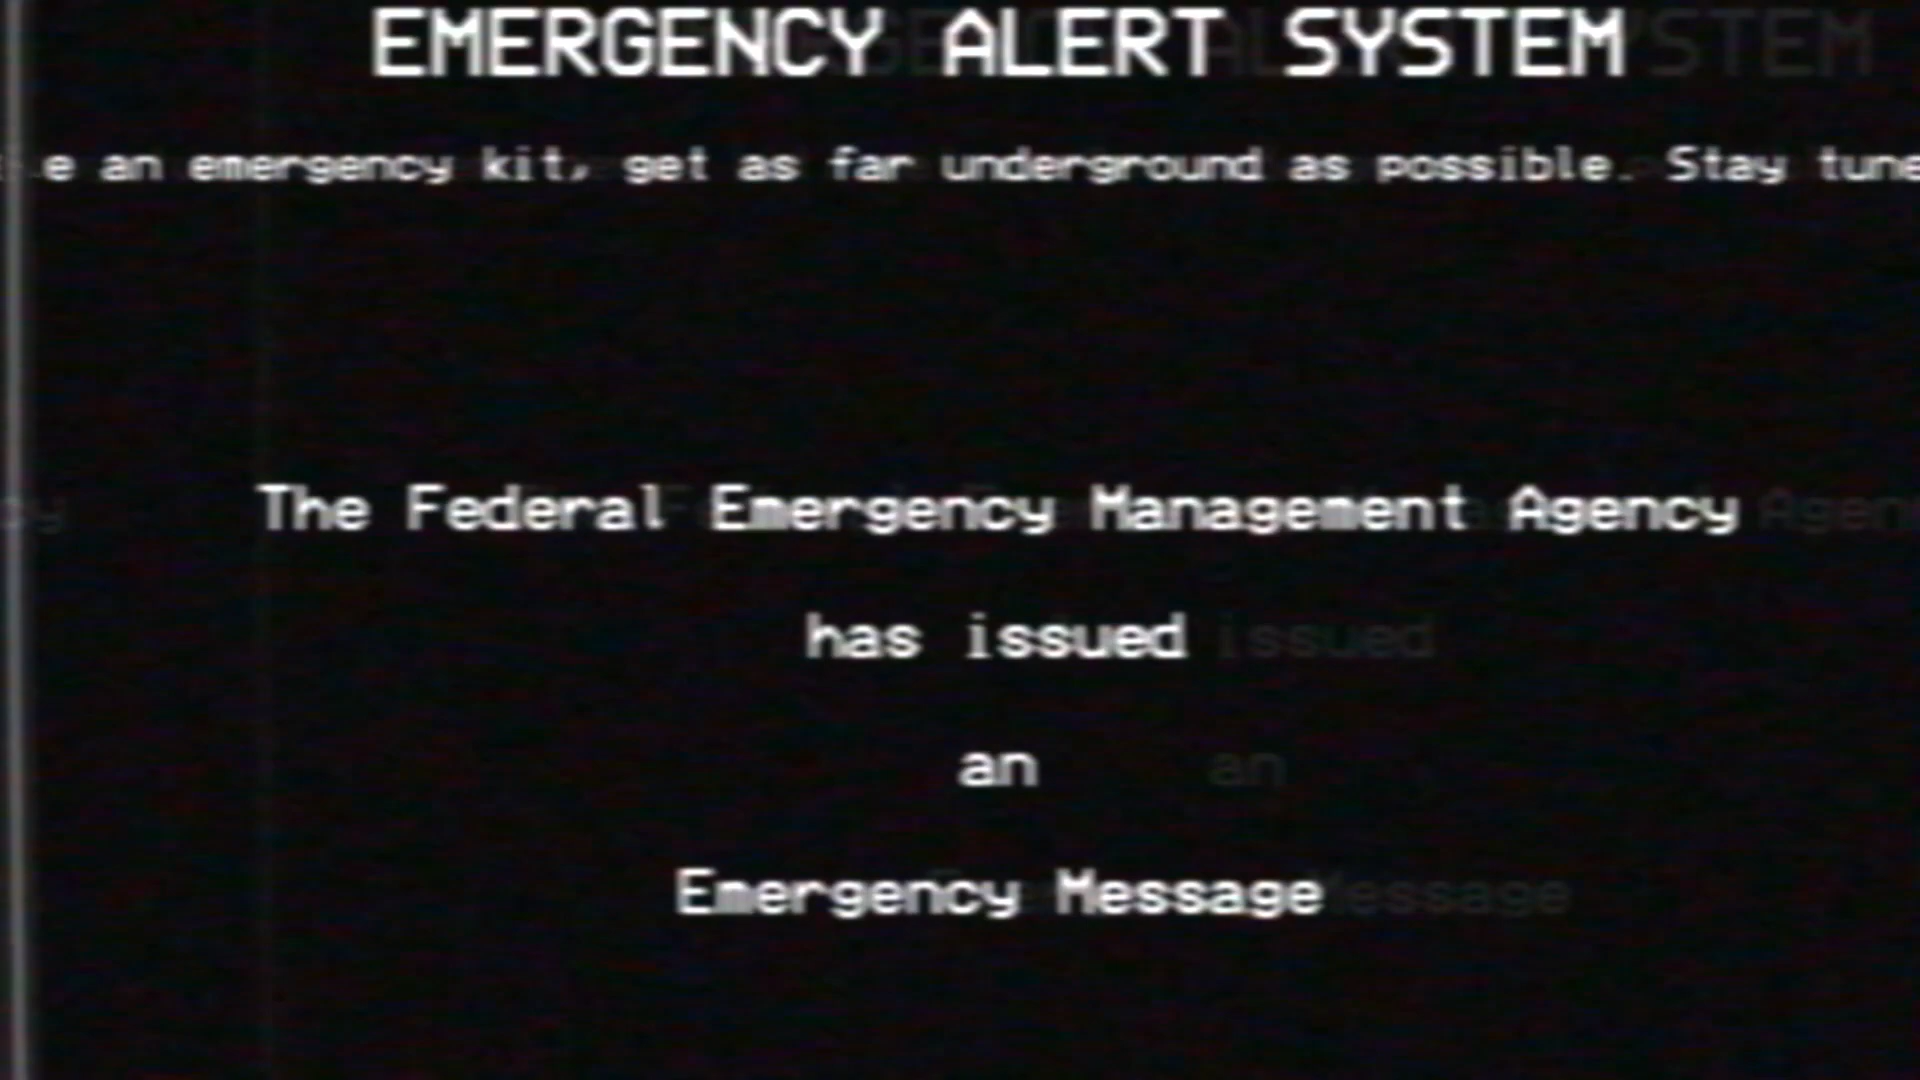 EMERGENCY ALERT SYSTEM
e an emergency kit, get as far underground as possible. Stay tune
The Federal Emergency Management Agency
has issued
an
Emergency Message